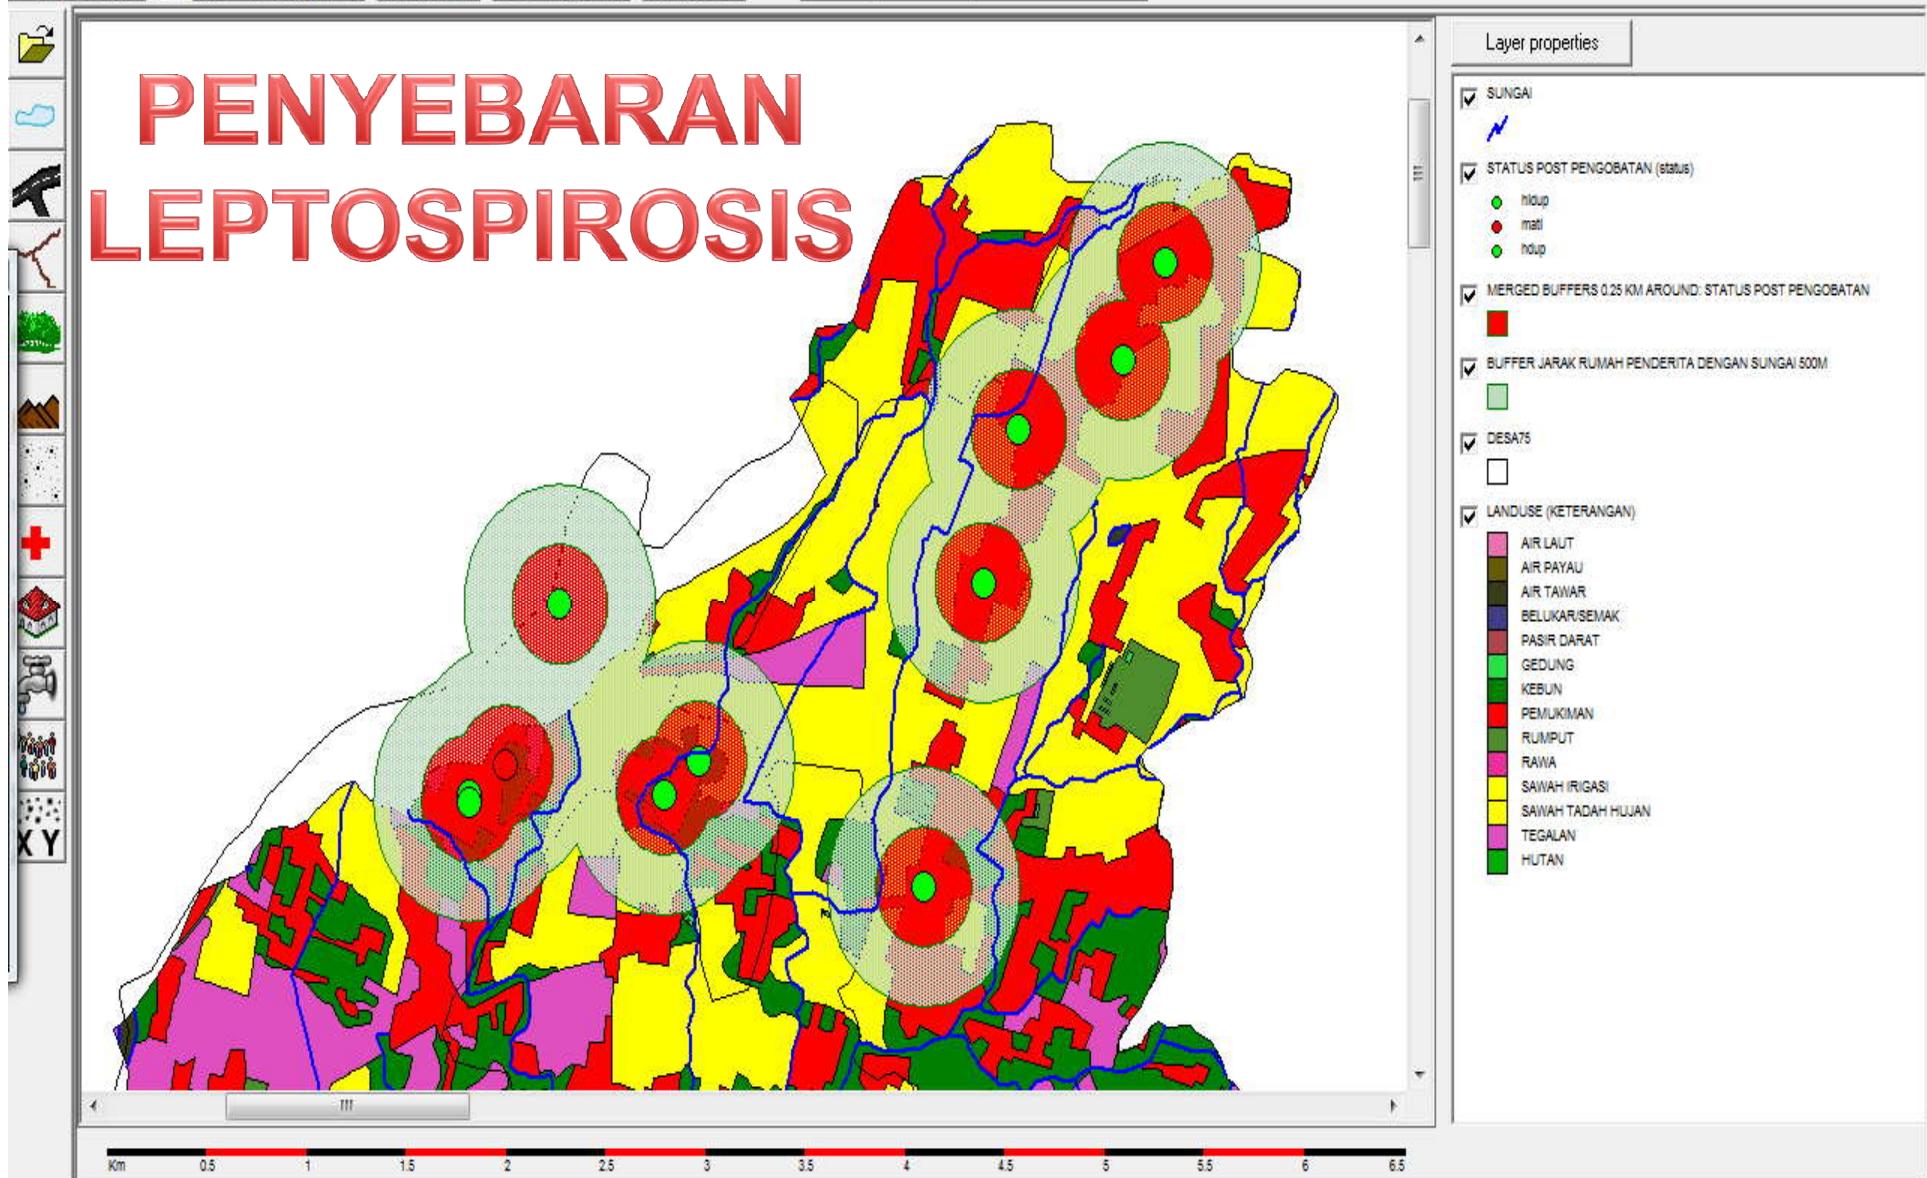 PENYEBARAN
LEPTOSPIROSIS
Layer properties
SUNGAI
STATUS POST PENGOBATAN (status)
hidup
mati
hdup
MERGED BUFFERS 0.25 KM AROUND: STATUS POST PENGOBATAN
BUFFER JARAK RUMAH PENDERITA DENGAN SUNGAI 500M
DESA75
LANDUSE (KETERANGAN)
AIR LAUT
AIR PAYAU
AIR TAWAR
BELUKAR/SEMAK
PASIR DARAT
GEDUNG
KEBUN
PEMUKIMAN
RUMPUT
RAWA
SAWAH IRIGASI
SAWAH TADAH HUJAN
TEGALAN
HUTAN
X Y
Km 0.5 1 1.5 2 2.5 3 3.5 4 4.5 5 5.5 6 6.5